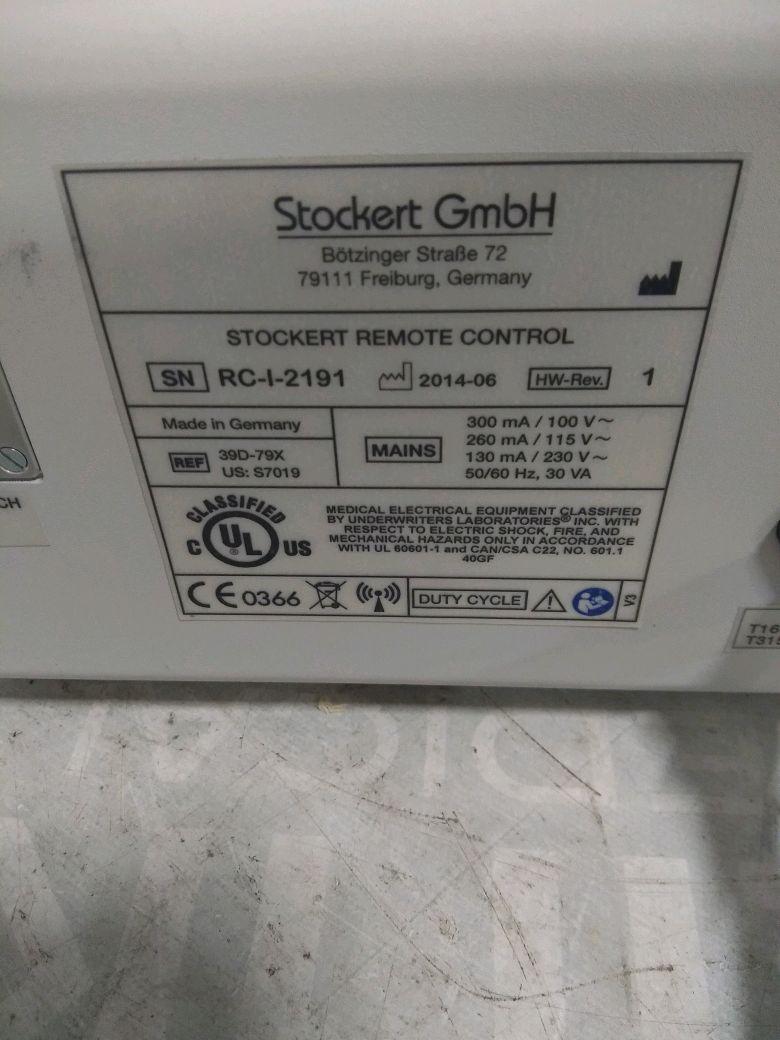 Stockert GmbH
Bötzinger Straße 72
79111 Freiburg, Germany
STOCKERT REMOTE CONTROL
SN RC-I-2191 2014-06 HW-Rev. 1
Made in Germany
REF 39D-79X
US: S7019
MAINS
300 mA / 100 V~
260 mA / 115 V~
130 mA / 230 V~
50/60 Hz, 30 VA
CLASSIFIED
C UL US
MEDICAL ELECTRICAL EQUIPMENT CLASSIFIED
BY UNDERWRITERS LABORATORIES® INC. WITH
RESPECT TO ELECTRIC SHOCK, FIRE, AND
MECHANICAL HAZARDS ONLY IN ACCORDANCE
WITH UL 60601-1 and CAN/CSA C22, NO. 601.1
40GF
CE 0366 DUTY CYCLE V3
CH
T16